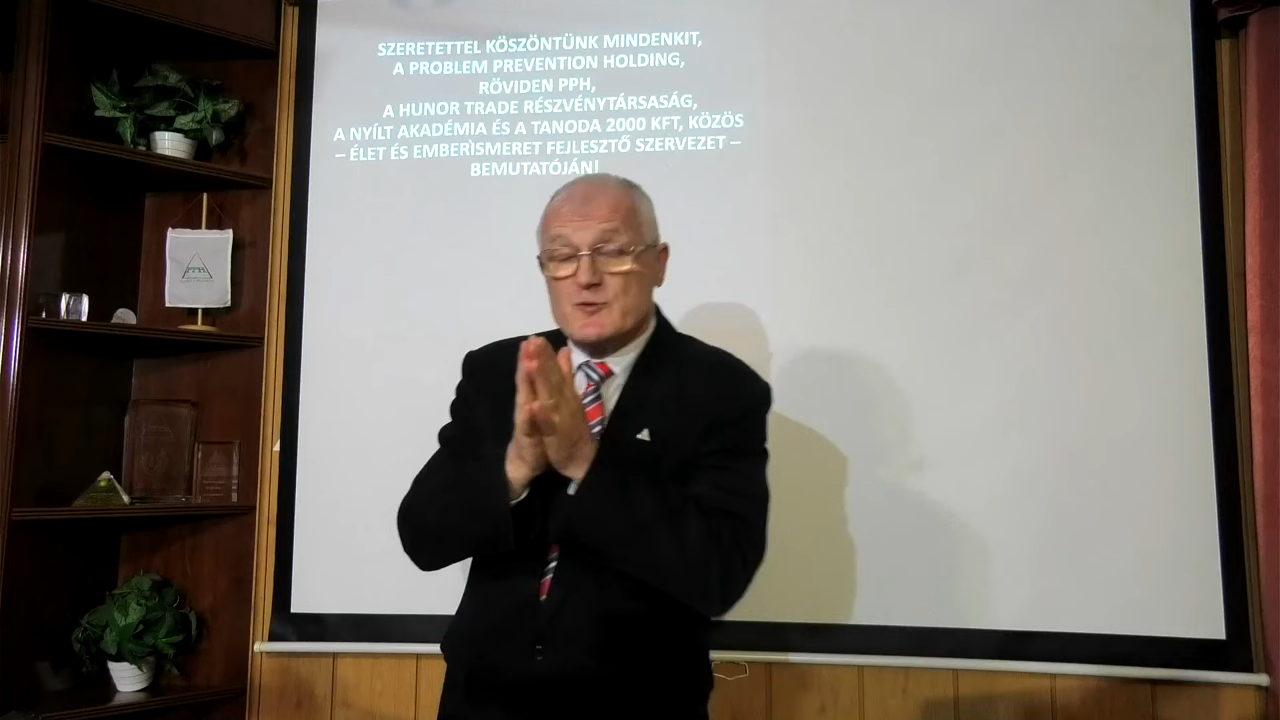 SZERETETTEL KÖSZÖNTÜNK MINDENKIT,
A PROBLEM PREVENTION HOLDING,
RÖVIDEN PPH,
A HUNOR TRADE RÉSZVÉNYTÁRSASÁG,
A NYÍLT AKADÉMIA ÉS A TANODA 2000 KFT, KÖZÖS
– ÉLET ÉS EMBERISMERET FEJLESZTŐ SZERVEZET –
BEMUTATÓJÁN!